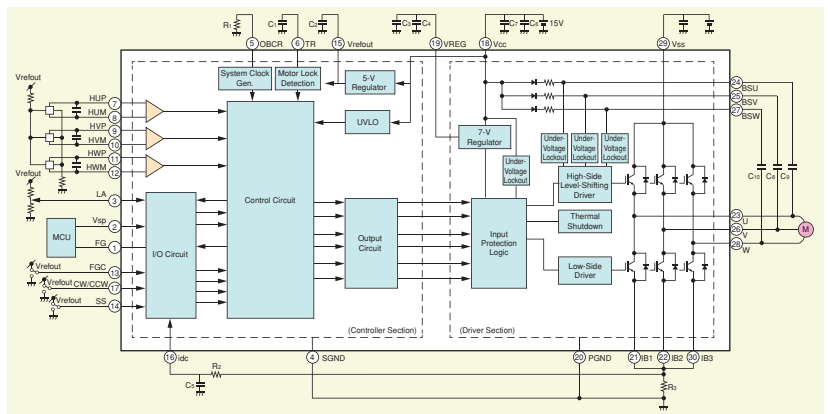 R1
C1
C2
C3 C4
C7 C8 15V
5 OBCR
6 TR
15 Vrefout
19 VREG
18 Vcc
29 Vss
System Clock Gen.
Motor Lock Detection
5-V Regulator
UVLO
7-V Regulator
Under-Voltage Lockout
Under-Voltage Lockout
Under-Voltage Lockout
Under-Voltage Lockout
24 BSU
25 BSV
27 BSW
Vrefout
HUP 7
HUM 8
HVP 9
HVM 10
HWP 11
HWM 12
Vrefout
LA 3
MCU
Vsp 2
FG 1
Vrefout FGC 13
Vrefout CW/CCW 17
Vrefout SS 14
I/O Circuit
Control Circuit
Output Circuit
Input Protection Logic
High-Side Level-Shifting Driver
Thermal Shutdown
Low-Side Driver
C10 C8 C9
23 U
26 V
28 W
M
(Controller Section)
(Driver Section)
16 idc
4 SGND
20 PGND
21 IB1
22 IB2
30 IB3
R2
C5
R3